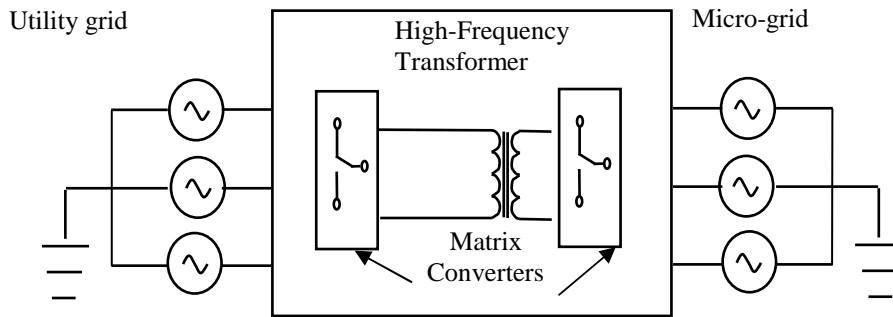 Utility grid
High-Frequency
Transformer
Micro-grid
Matrix
Converters